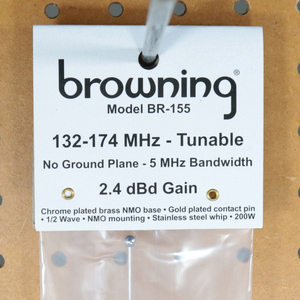 browning®
Model BR-155
132-174 MHz - Tunable
No Ground Plane - 5 MHz Bandwidth
2.4 dBd Gain
Chrome plated brass NMO base • Gold plated contact pin
• 1/2 Wave • NMO mounting • Stainless steel whip • 200W